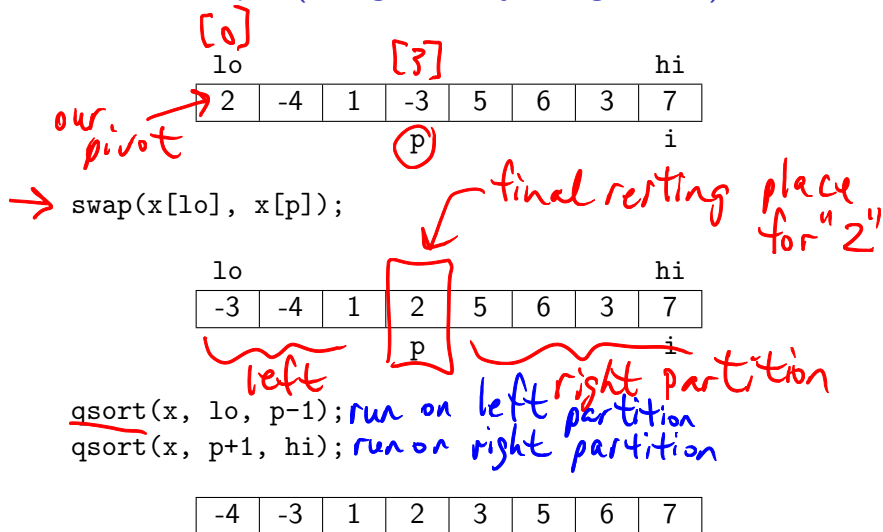 [0]
lo [3] hi
2 -4 1 -3 5 6 3 7
our pivot
p i
swap(x[lo], x[p]);
final resting place for "2"
lo hi
-3 -4 1 2 5 6 3 7
p i
left right partition
qsort(x, lo, p-1); run on left partition
qsort(x, p+1, hi); run on right partition
-4 -3 1 2 3 5 6 7